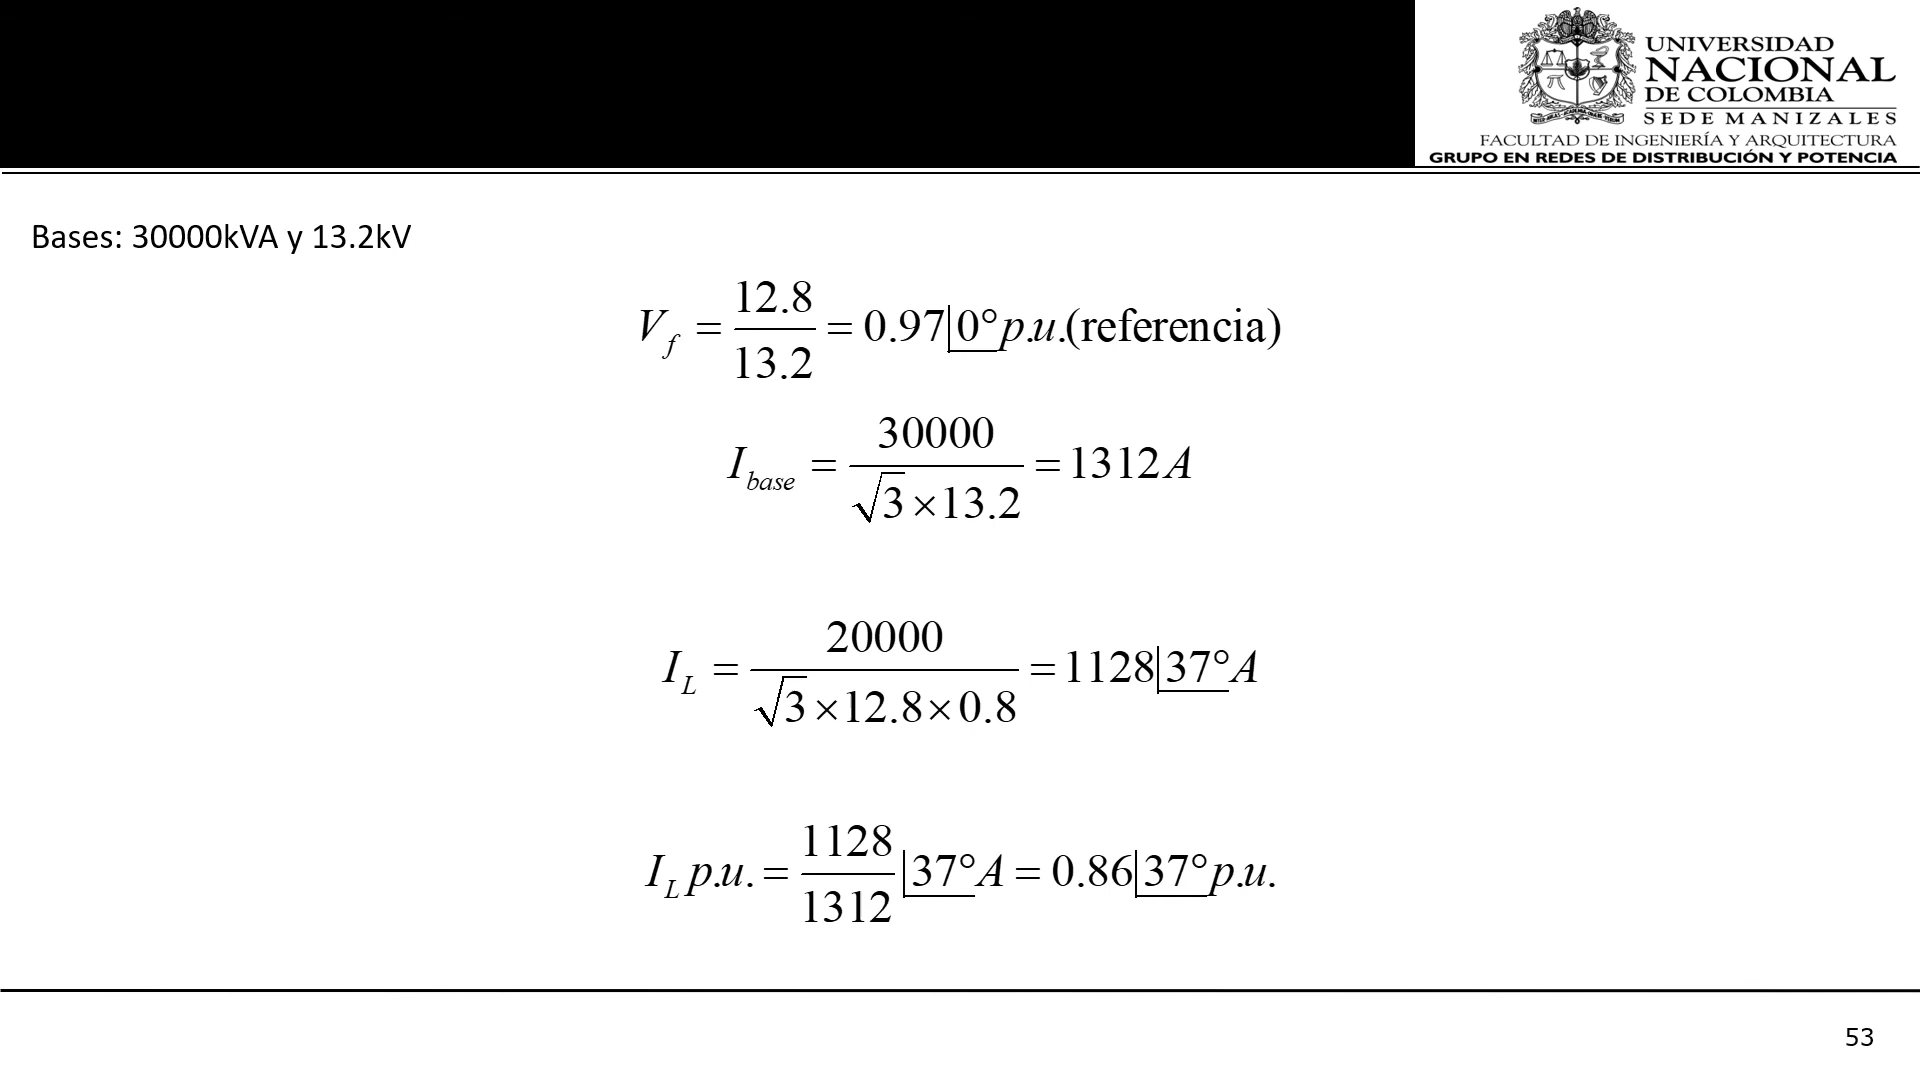 UNIVERSIDAD
NACIONAL
DE COLOMBIA
SEDE MANIZALES
FACULTAD DE INGENIERÍA Y ARQUITECTURA
GRUPO EN REDES DE DISTRIBUCIÓN Y POTENCIA
Bases: 30000kVA y 13.2kV
V_f = 12.8/13.2 = 0.97|0° p.u.(referencia)
I_base = 30000/(√3×13.2) = 1312A
I_L = 20000/(√3×12.8×0.8) = 1128|37° A
I_L p.u. = 1128/1312 |37° A = 0.86|37° p.u.
53